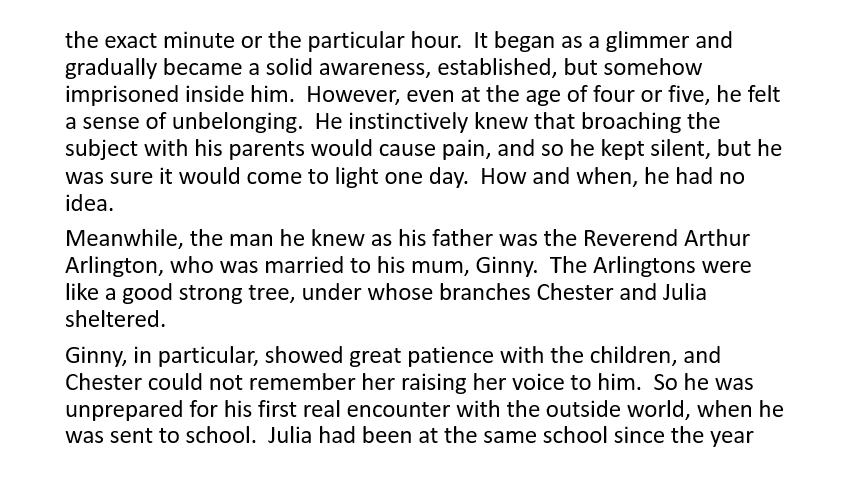 the exact minute or the particular hour.  It began as a glimmer and
gradually became a solid awareness, established, but somehow
imprisoned inside him.  However, even at the age of four or five, he felt
a sense of unbelonging.  He instinctively knew that broaching the
subject with his parents would cause pain, and so he kept silent, but he
was sure it would come to light one day.  How and when, he had no
idea.
Meanwhile, the man he knew as his father was the Reverend Arthur
Arlington, who was married to his mum, Ginny.  The Arlingtons were
like a good strong tree, under whose branches Chester and Julia
sheltered.
Ginny, in particular, showed great patience with the children, and
Chester could not remember her raising her voice to him.  So he was
unprepared for his first real encounter with the outside world, when he
was sent to school.  Julia had been at the same school since the year